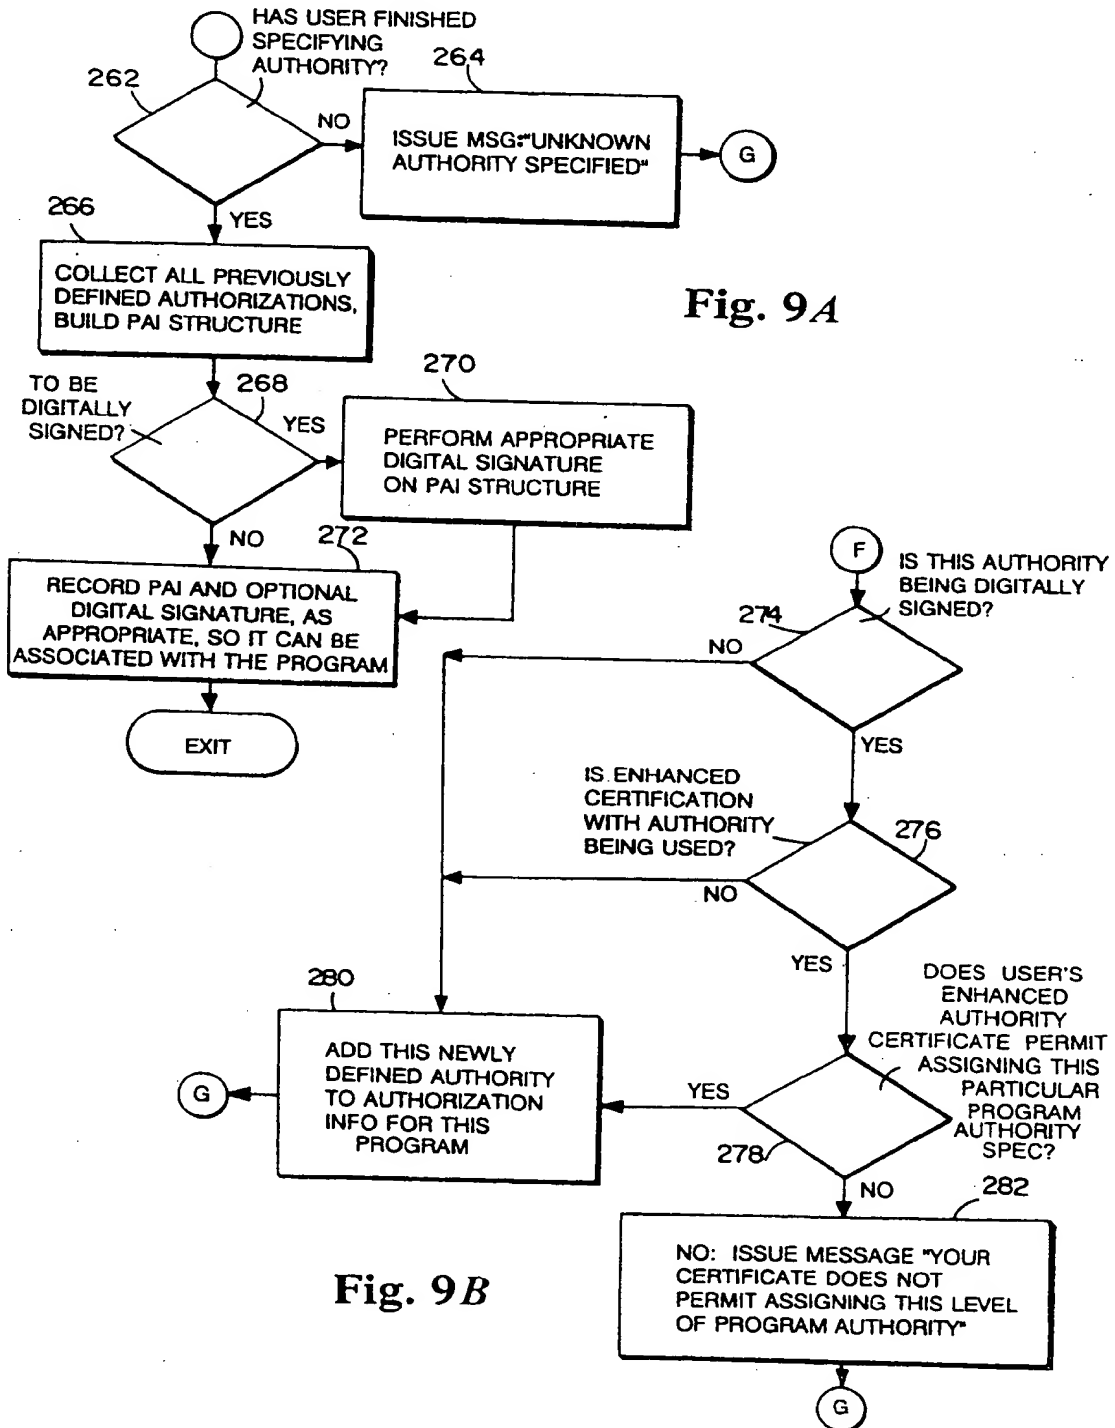 HAS USER FINISHED
SPECIFYING
AUTHORITY?
262
264
NO
ISSUE MSG:"UNKNOWN
AUTHORITY SPECIFIED"
G
YES
266
COLLECT ALL PREVIOUSLY
DEFINED AUTHORIZATIONS,
BUILD PAI STRUCTURE
Fig. 9A
TO BE
DIGITALLY
SIGNED?
268
YES
270
PERFORM APPROPRIATE
DIGITAL SIGNATURE
ON PAI STRUCTURE
NO
272
RECORD PAI AND OPTIONAL
DIGITAL SIGNATURE, AS
APPROPRIATE, SO IT CAN BE
ASSOCIATED WITH THE PROGRAM
EXIT
F
IS THIS AUTHORITY
BEING DIGITALLY
SIGNED?
274
NO
YES
IS ENHANCED
CERTIFICATION
WITH AUTHORITY
BEING USED?
276
NO
YES
DOES USER'S
ENHANCED
AUTHORITY
CERTIFICATE PERMIT
ASSIGNING THIS
PARTICULAR
PROGRAM
AUTHORITY
SPEC?
278
YES
280
ADD THIS NEWLY
DEFINED AUTHORITY
TO AUTHORIZATION
INFO FOR THIS
PROGRAM
G
NO
282
NO: ISSUE MESSAGE "YOUR
CERTIFICATE DOES NOT
PERMIT ASSIGNING THIS LEVEL
OF PROGRAM AUTHORITY"
G
Fig. 9B